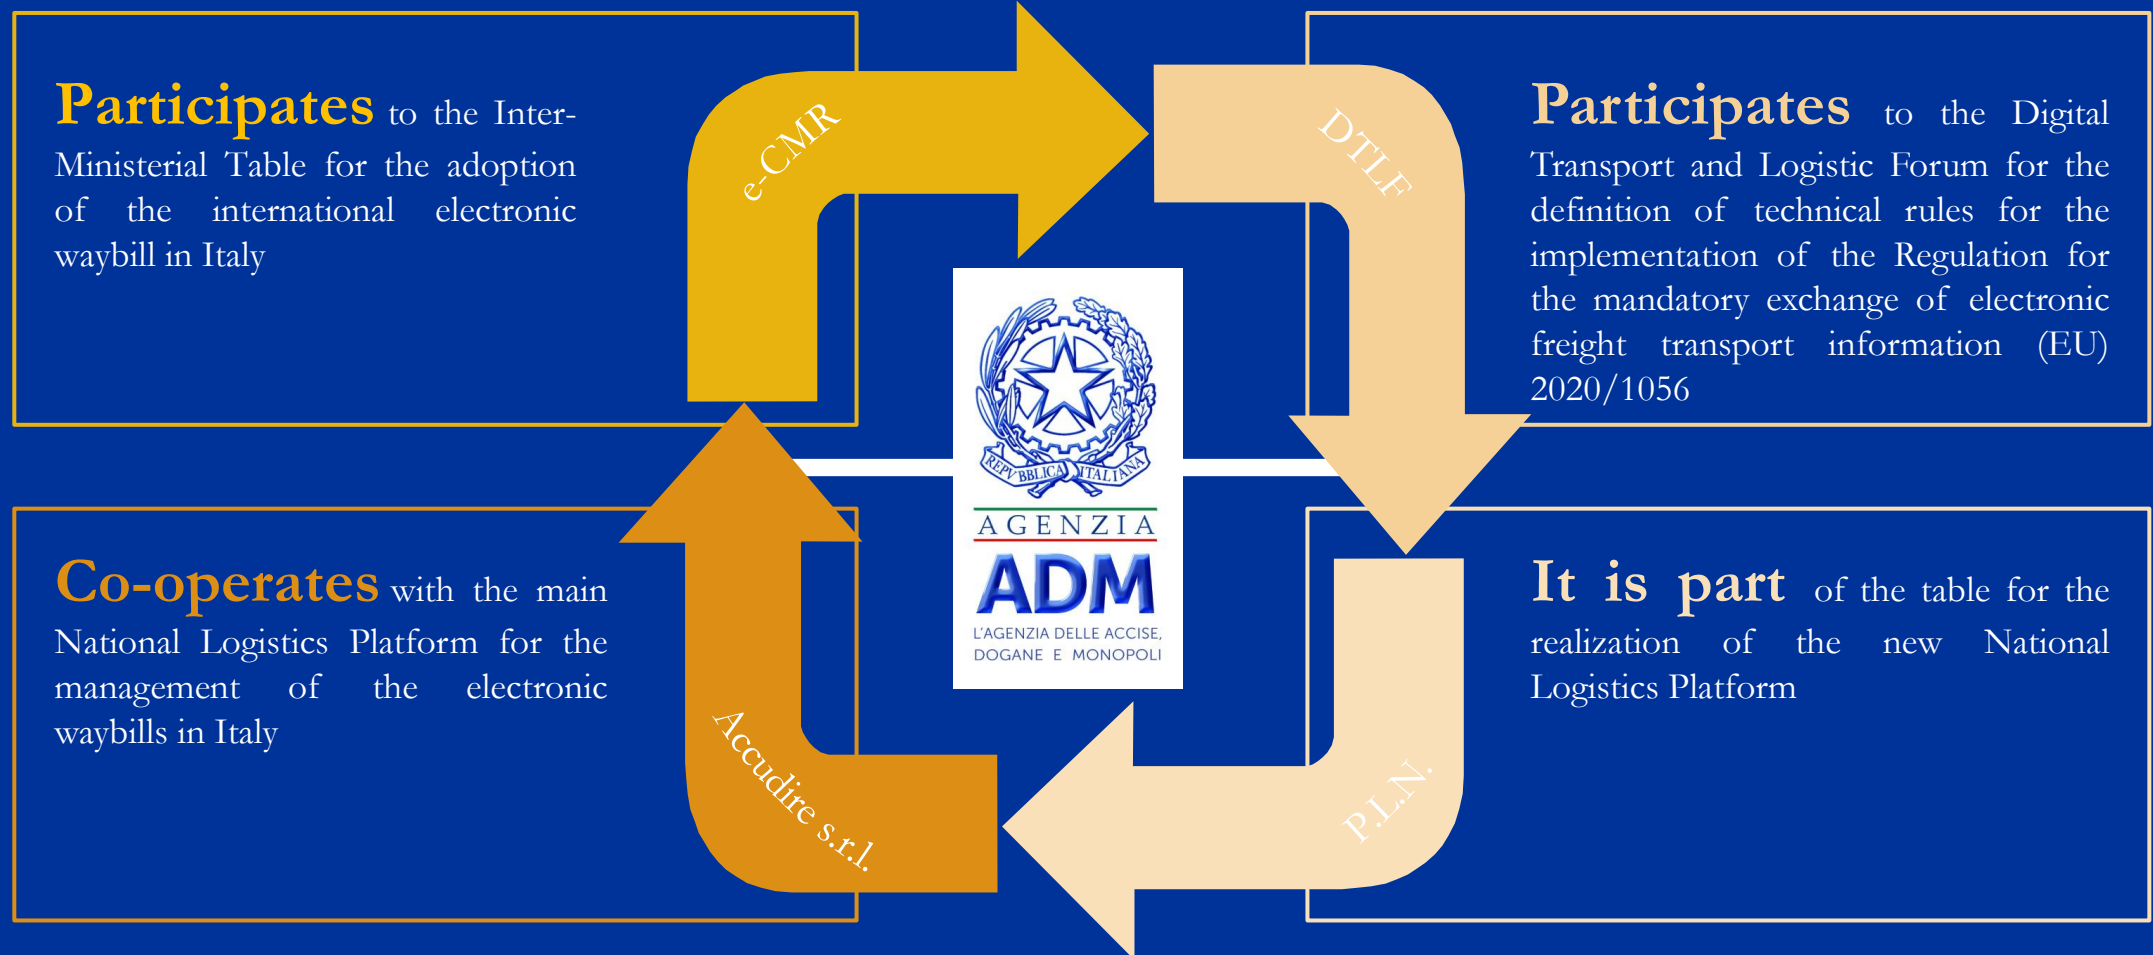 Participates to the Inter-
Ministerial Table for the adoption
of the international electronic
waybill in Italy
e-CMR
DTLF
Participates to the Digital
Transport and Logistic Forum for the
definition of technical rules for the
implementation of the Regulation for
the mandatory exchange of electronic
freight transport information (EU)
2020/1056
REPVBBLICA ITALIANA
AGENZIA
ADM
L'AGENZIA DELLE ACCISE,
DOGANE E MONOPOLI
Co-operates with the main
National Logistics Platform for the
management of the electronic
waybills in Italy
Accudire s.r.l.
P.L.N.
It is part of the table for the
realization of the new National
Logistics Platform